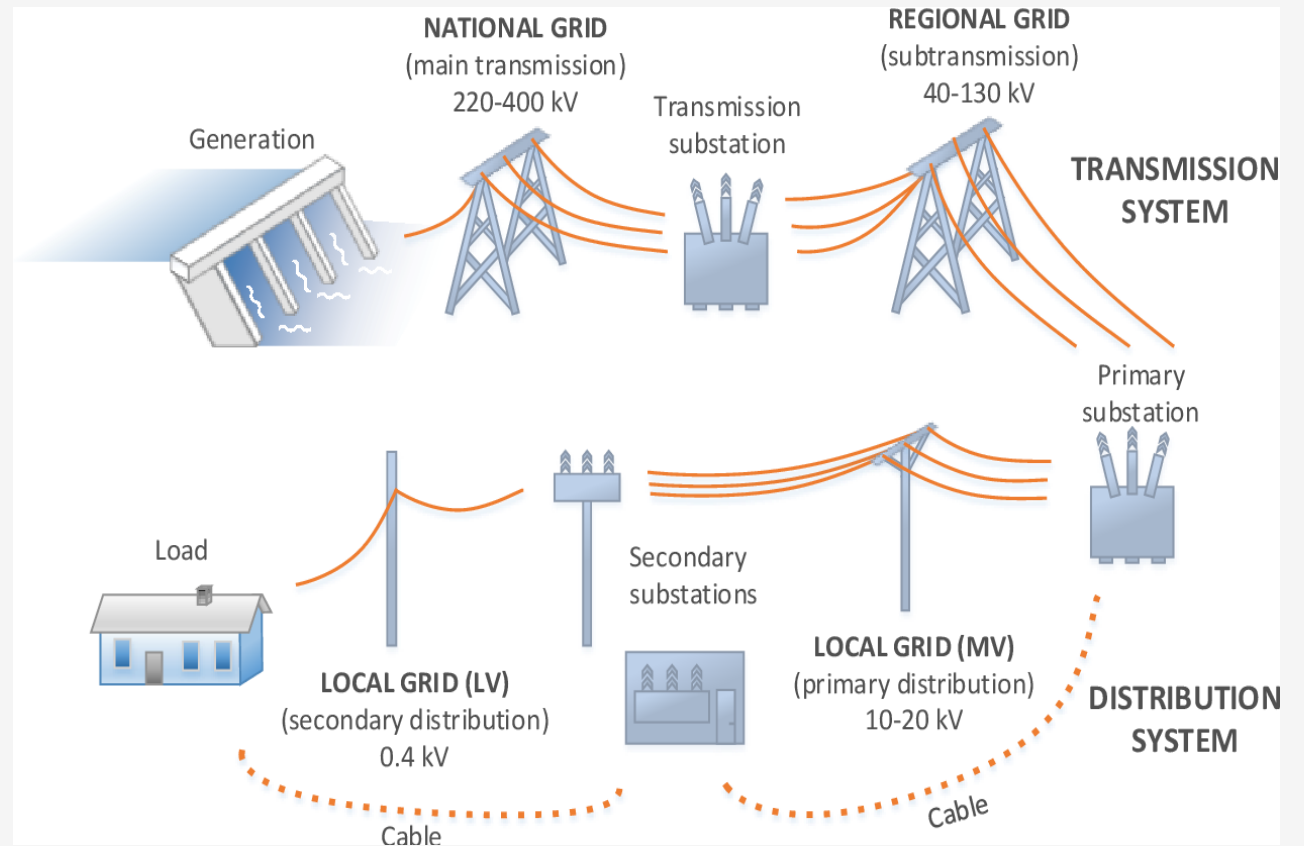 NATIONAL GRID
(main transmission)
220-400 kV
REGIONAL GRID
(subtransmission)
40-130 kV
Transmission
substation
Generation
TRANSMISSION
SYSTEM
Primary
substation
Load
Secondary
substations
LOCAL GRID (LV)
(secondary distribution)
0.4 kV
LOCAL GRID (MV)
(primary distribution)
10-20 kV
DISTRIBUTION
SYSTEM
Cable
Cable